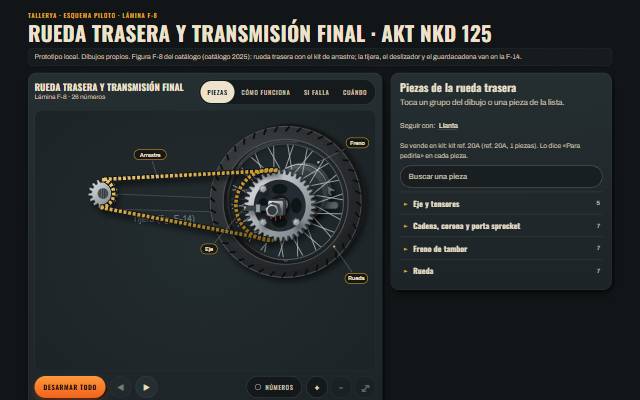 TALLERYA · ESQUEMA PILOTO · LÁMINA F-8
RUEDA TRASERA Y TRANSMISIÓN FINAL · AKT NKD 125
Prototipo local. Dibujos propios. Figura F-8 del catálogo (catálogo 2025): rueda trasera con el kit de arrastre; la tijera, el deslizador y el guardacadena van en la F-14.
RUEDA TRASERA Y TRANSMISIÓN FINAL
Lámina F-8 · 26 números
PIEZAS
CÓMO FUNCIONA
SI FALLA
CUÁNDO
Arrastre
Freno
Eje
Rueda
DESARMAR TODO
NÚMEROS
Piezas de la rueda trasera
Toca un grupo del dibujo o una pieza de la lista.
Seguir con: Llanta
Se vende en kit: kit ref. 20A (ref. 20A, 1 piezas). Lo dice «Para
pedirla» en cada pieza.
Buscar una pieza
Eje y tensores 5
Cadena, corona y porta sprocket 7
Freno de tambor 7
Rueda 7